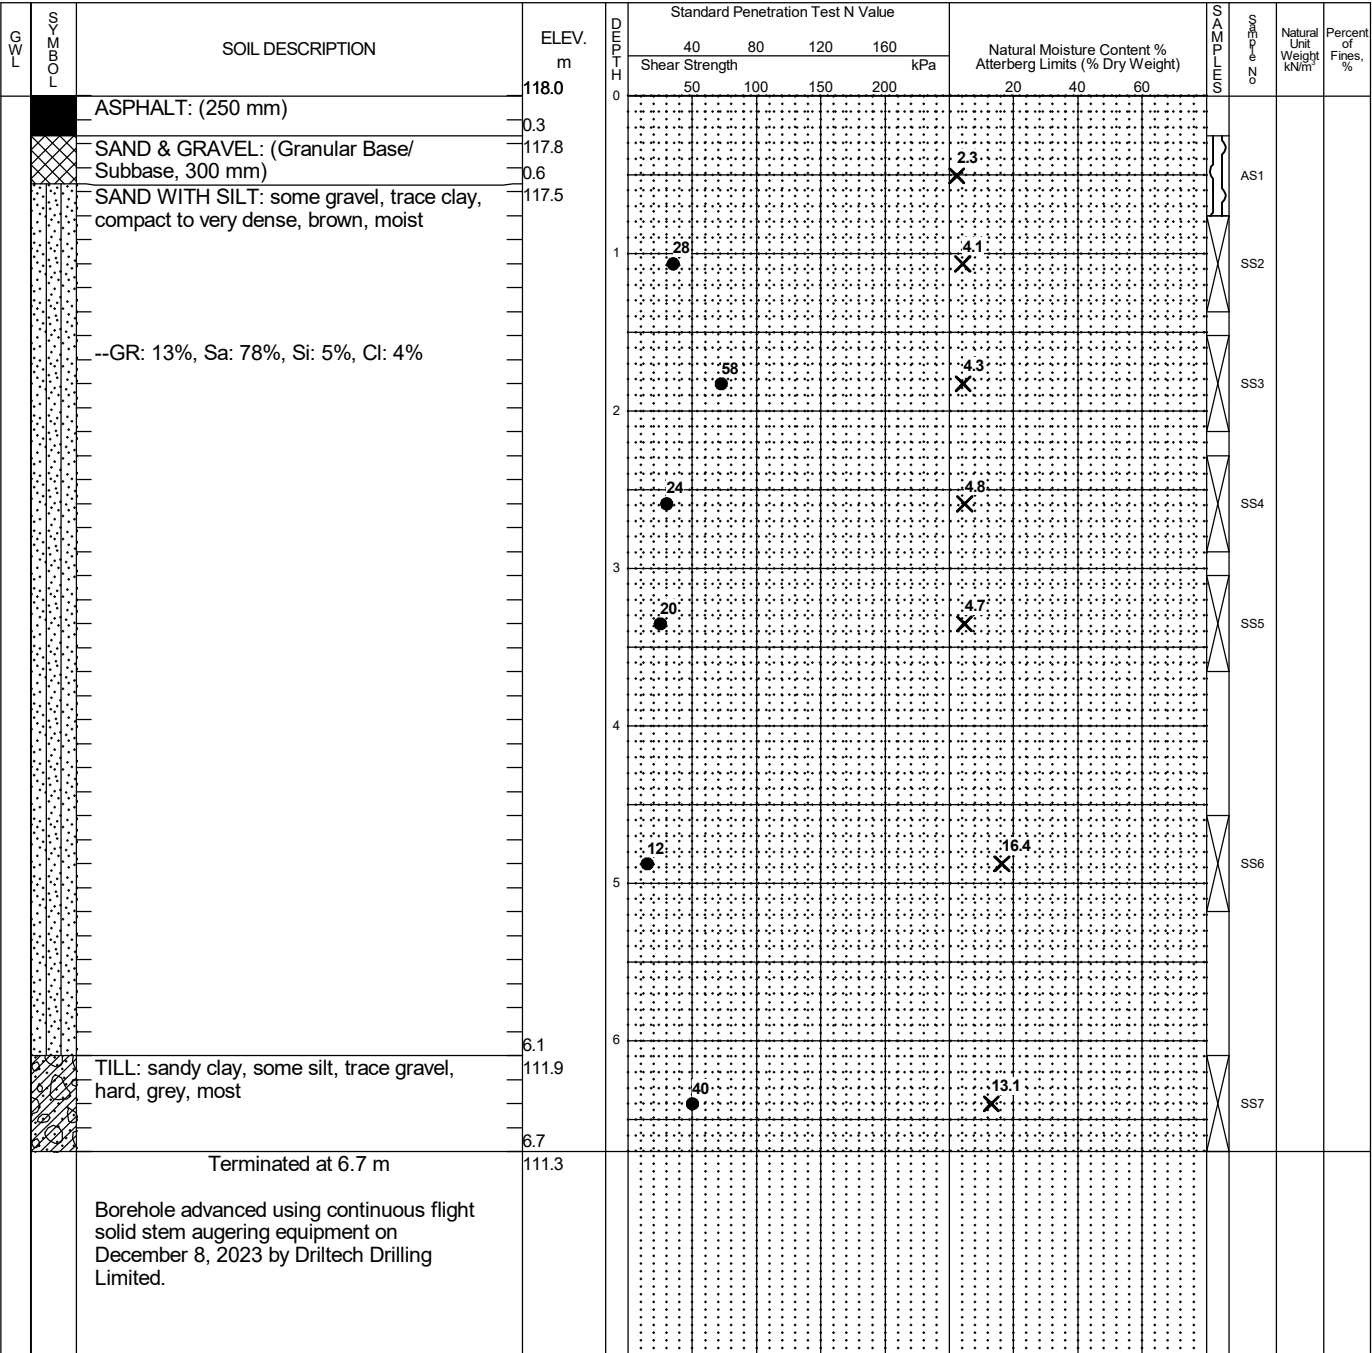 GWL
SYMBOL
SOIL DESCRIPTION
ELEV.
m
118.0
DEPTH
Standard Penetration Test N Value
40 80 120 160
Shear Strength kPa
50 100 150 200
Natural Moisture Content %
Atterberg Limits (% Dry Weight)
20 40 60
SAMPLES
Sample No
Natural
Unit
Weight
kN/m³
Percent
of
Fines,
%
0
ASPHALT: (250 mm)
0.3
SAND & GRAVEL: (Granular Base/
117.8
Subbase, 300 mm)
0.6
2.3
AS1
SAND WITH SILT: some gravel, trace clay,
117.5
compact to very dense, brown, moist
1
28
4.1
SS2
--GR: 13%, Sa: 78%, Si: 5%, Cl: 4%
58
4.3
SS3
2
24
4.8
SS4
3
20
4.7
SS5
4
12
16.4
SS6
5
6
6.1
TILL: sandy clay, some silt, trace gravel,
111.9
hard, grey, most
40
13.1
SS7
6.7
Terminated at 6.7 m
111.3
Borehole advanced using continuous flight
solid stem augering equipment on
December 8, 2023 by Driltech Drilling
Limited.